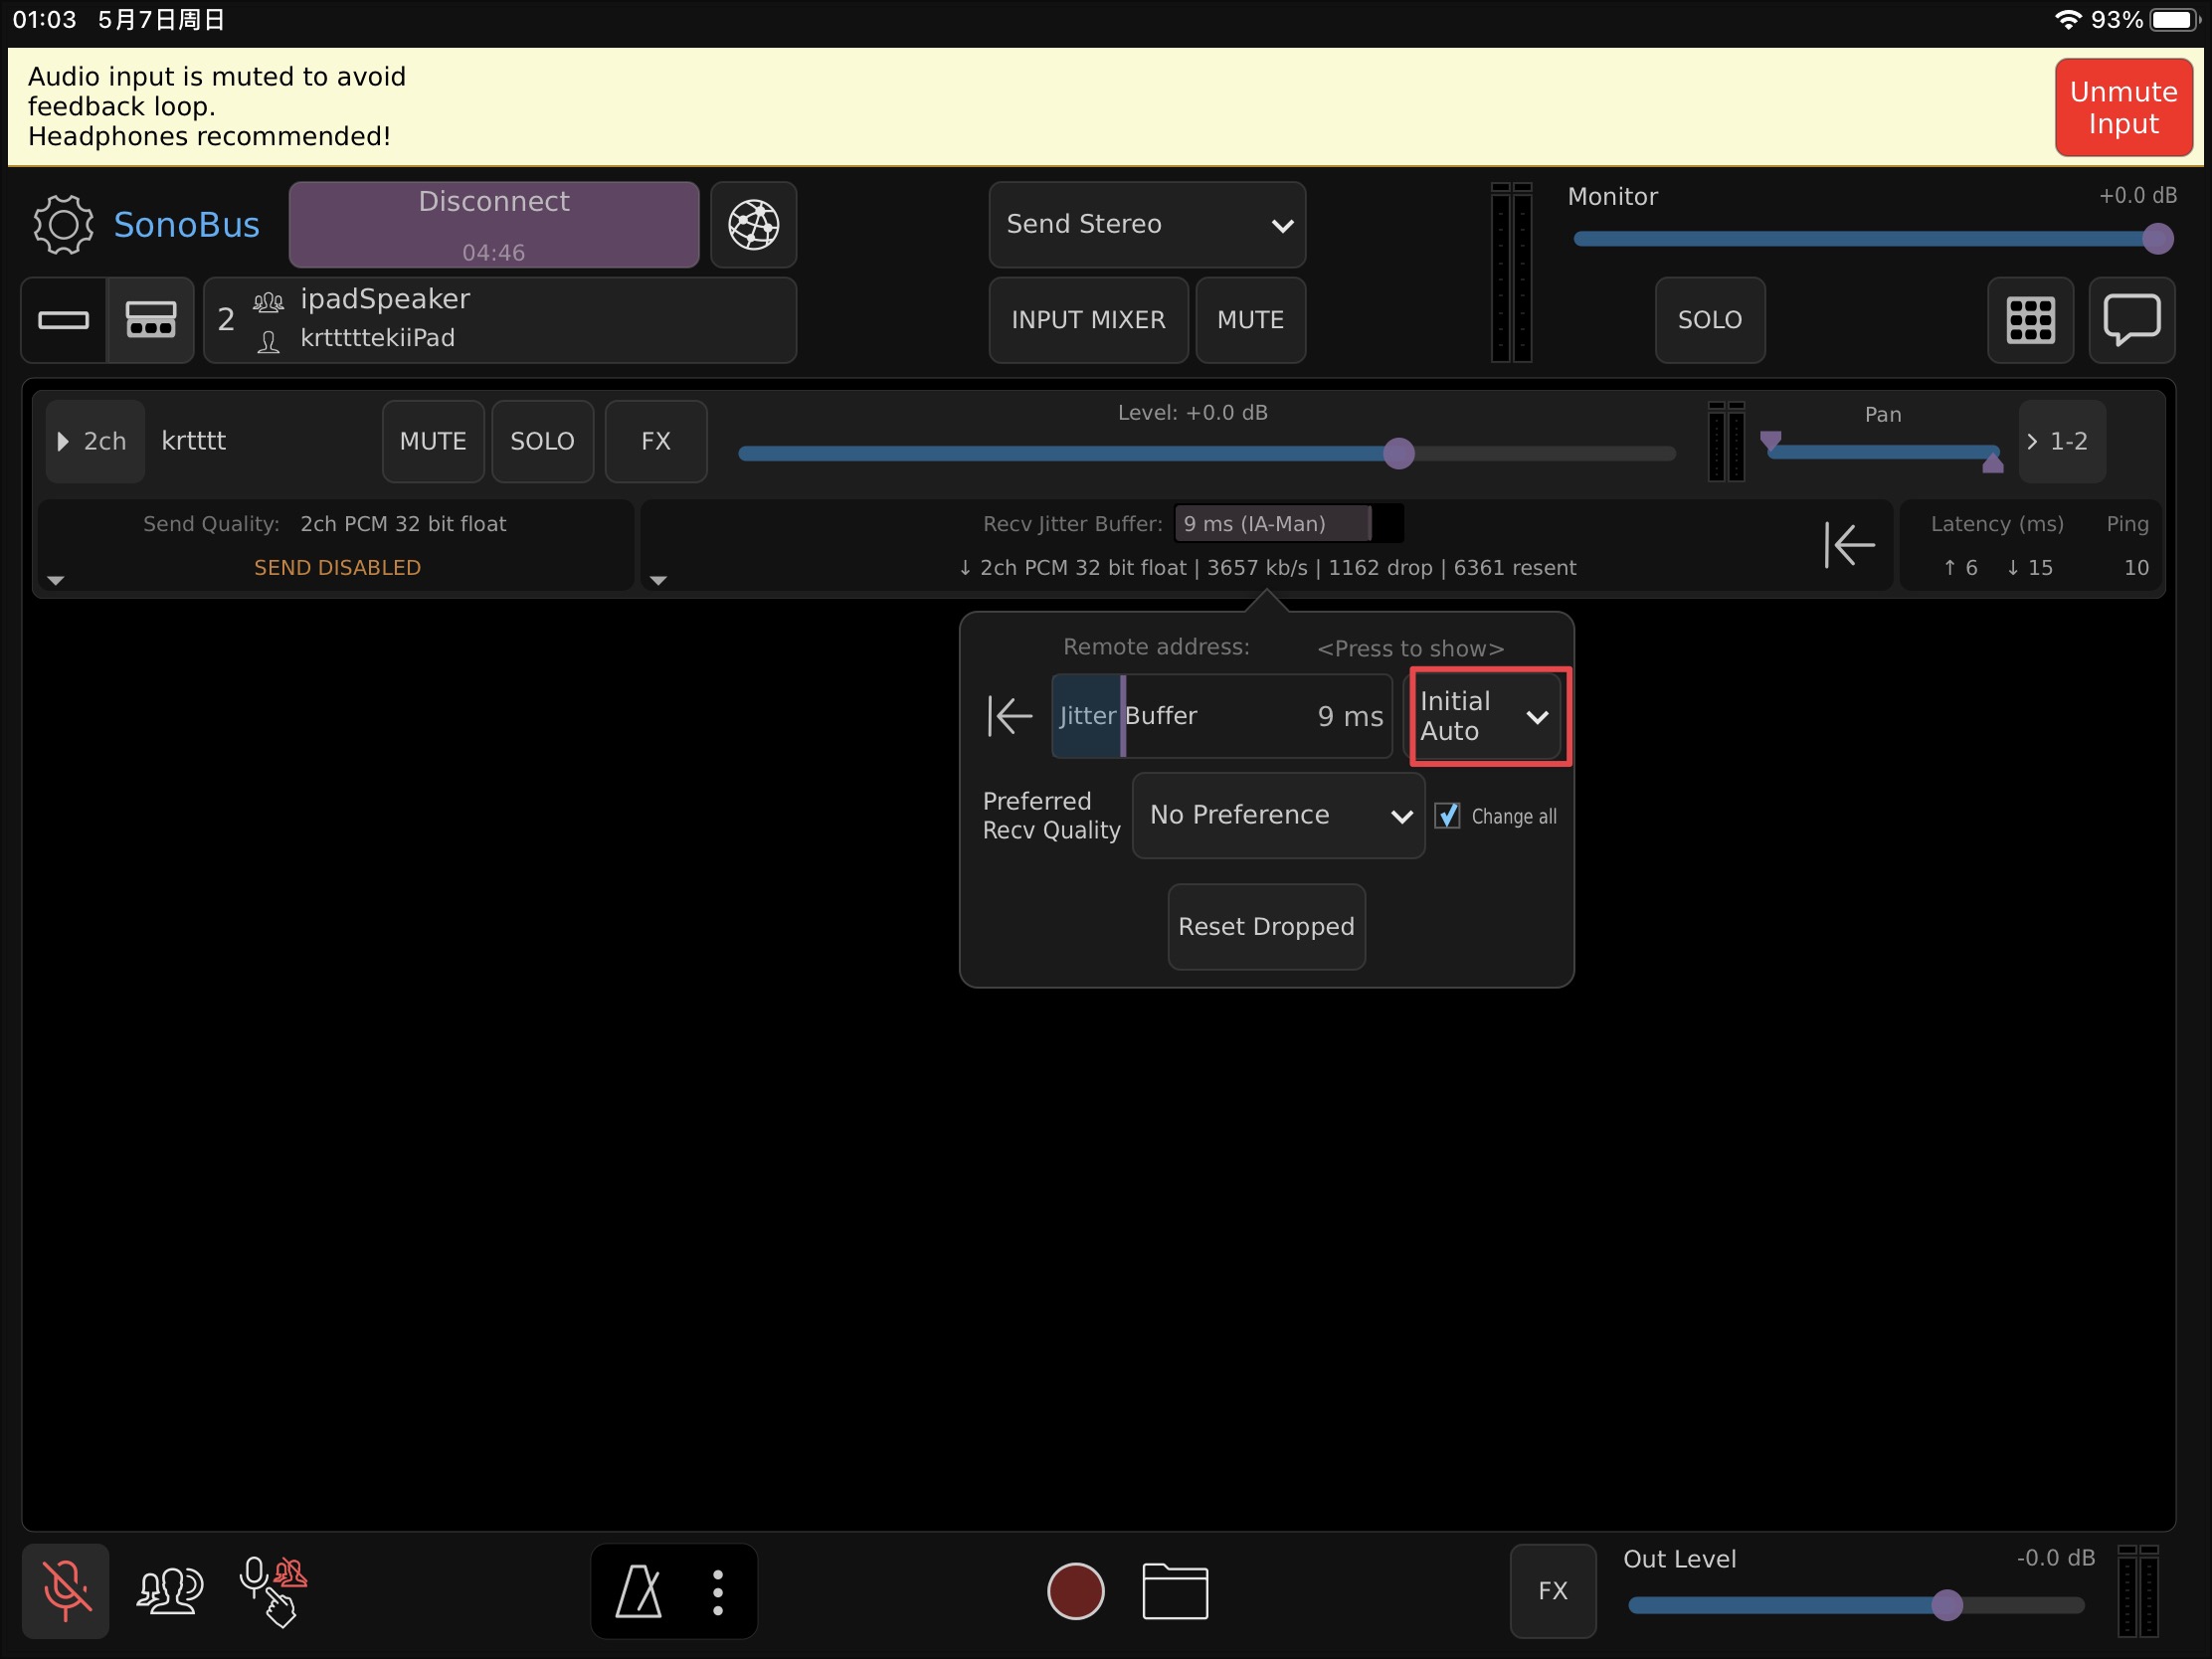 01:03 5月7日周日
93%
Audio input is muted to avoid
feedback loop.
Headphones recommended!
Unmute
Input
SonoBus
Disconnect
04:46
Send Stereo
Monitor
+0.0 dB
2
ipadSpeaker
krtttttekiiPad
INPUT MIXER
MUTE
SOLO
2ch
krtttt
MUTE
SOLO
FX
Level: +0.0 dB
Pan
1-2
Send Quality: 2ch PCM 32 bit float
SEND DISABLED
Recv Jitter Buffer: 9 ms (IA-Man)
↓ 2ch PCM 32 bit float | 3657 kb/s | 1162 drop | 6361 resent
Latency (ms) Ping
↑ 6 ↓ 15 10
Remote address: <Press to show>
Jitter Buffer 9 ms
Initial
Auto
Preferred
Recv Quality
No Preference
Change all
Reset Dropped
FX
Out Level
-0.0 dB